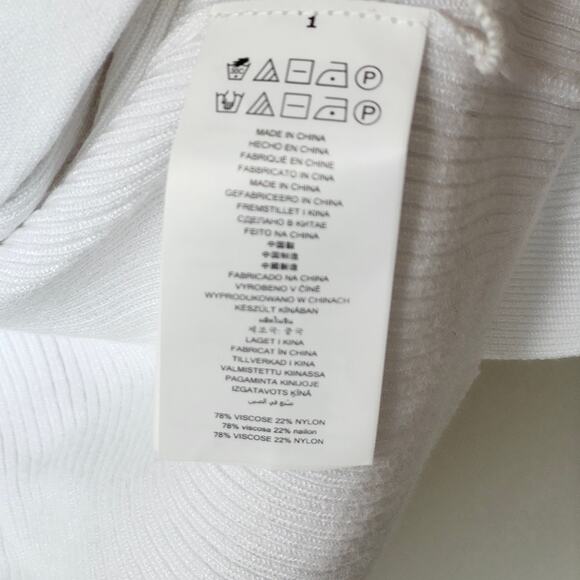 1
30C
P
P
MADE IN CHINA
HECHO EN CHINA
FABRIQUÉ EN CHINE
FABBRICATO IN CINA
MADE IN CHINA
GEFABRICEERD IN CHINA
FREMSTILLET I KINA
СДЕЛАНО В КИТАЕ
FEITO NA CHINA
中国製
中国制造
中國製造
FABRICADO NA CHINA
VYROBENO V ČÍNĚ
WYPRODUKOWANO W CHINACH
KÉSZÜLT KÍNÁBAN
제조국: 중국
LAGET I KINA
FABRICAT ÎN CHINA
TILLVERKAD I KINA
VALMISTETTU KIINASSA
PAGAMINTA KINIJOJE
IZGATAVOTS ĶĪNĀ
صنع في الصين
78% VISCOSE 22% NYLON
78% viscosa 22% nailon
78% VISCOSE 22% NYLON